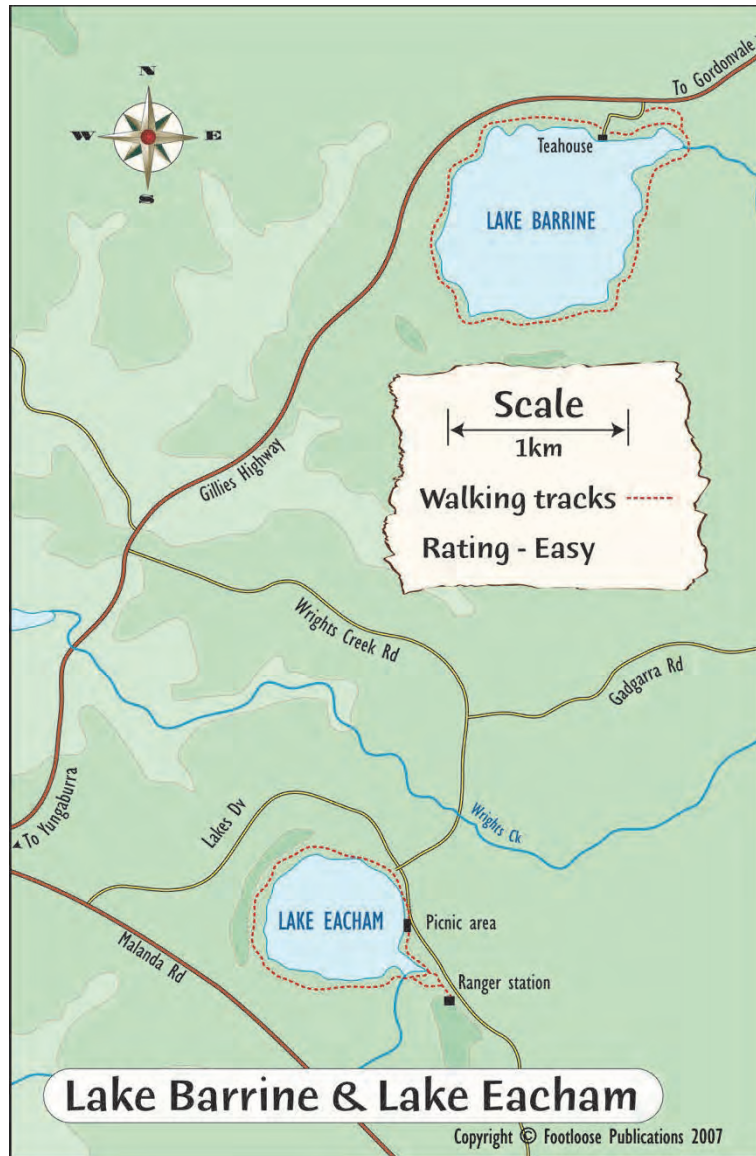 N
W
E
S
To Gordonvale
Teahouse
LAKE BARRINE
Scale
1km
Walking tracks
Rating - Easy
Gillies Highway
Wrights Creek Rd
Gadgarra Rd
To Yungaburra
Lakes Dv
Wrights Ck
LAKE EACHAM
Picnic area
Malanda Rd
Ranger station
Lake Barrine & Lake Eacham
Copyright © Footloose Publications 2007